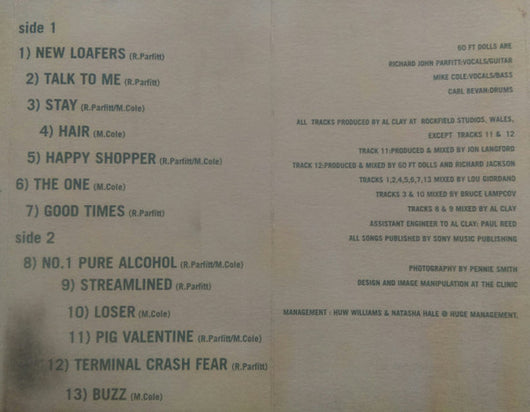 side 1
1) NEW LOAFERS (R.Parfitt)
2) TALK TO ME (R.Parfitt)
3) STAY (R.Parfitt/M.Cole)
4) HAIR (M.Cole)
5) HAPPY SHOPPER (R.Parfitt/M.Cole)
6) THE ONE (M.Cole)
7) GOOD TIMES (R.Parfitt)
side 2
8) NO.1 PURE ALCOHOL (R.Parfitt/M.Cole)
9) STREAMLINED (R.Parfitt)
10) LOSER (M.Cole)
11) PIG VALENTINE (R.Parfitt/M.Cole)
12) TERMINAL CRASH FEAR (R.Parfitt)
13) BUZZ (M.Cole)
60 FT DOLLS ARE
RICHARD JOHN PARFITT:VOCALS/GUITAR
MIKE COLE:VOCALS/BASS
CARL BEVAN:DRUMS
ALL TRACKS PRODUCED BY AL CLAY AT ROCKFIELD STUDIOS, WALES,
EXCEPT TRACKS 11 & 12
TRACK 11:PRODUCED & MIXED BY JON LANGFORD
TRACK 12:PRODUCED & MIXED BY 60 FT DOLLS AND RICHARD JACKSON
TRACKS 1,2,4,5,6,7,13 MIXED BY LOU GIORDANO
TRACKS 3 & 10 MIXED BY BRUCE LAMPCOV
TRACKS 8 & 9 MIXED BY AL CLAY
ASSISTANT ENGINEER TO AL CLAY: PAUL REED
ALL SONGS PUBLISHED BY SONY MUSIC PUBLISHING
PHOTOGRAPHY BY PENNIE SMITH
DESIGN AND IMAGE MANIPULATION AT THE CLINIC
MANAGEMENT : HUW WILLIAMS & NATASHA HALE @ HUGE MANAGEMENT.